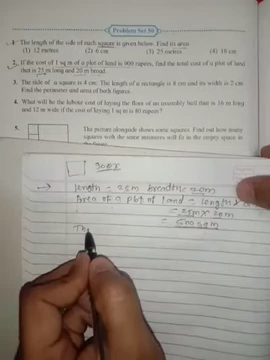 Problem Set 50
1. The length of the side of each square is given below. Find its area.
(1) 12 metres (2) 6 cm (3) 25 metres (4) 18 cm
2. If the cost of 1 sq m of a plot of land is 900 rupees, find the total cost of a plot of land
that is 25 m long and 20 m broad.
3. The side of a square is 4 cm. The length of a rectangle is 8 cm and its width is 2 cm.
Find the perimeter and area of both figures.
4. What will be the labour cost of laying the floor of an assembly hall that is 16 m long
and 12 m wide if the cost of laying 1 sq m is 80 rupees?
5. The picture alongside shows some squares. Find out how many
squares with the same measures will fit in the empty space in
the figure.
length = 25m breadth = 20m
Area of a plot of land = length x
= 25m x 20m
= 500 sqm
Th